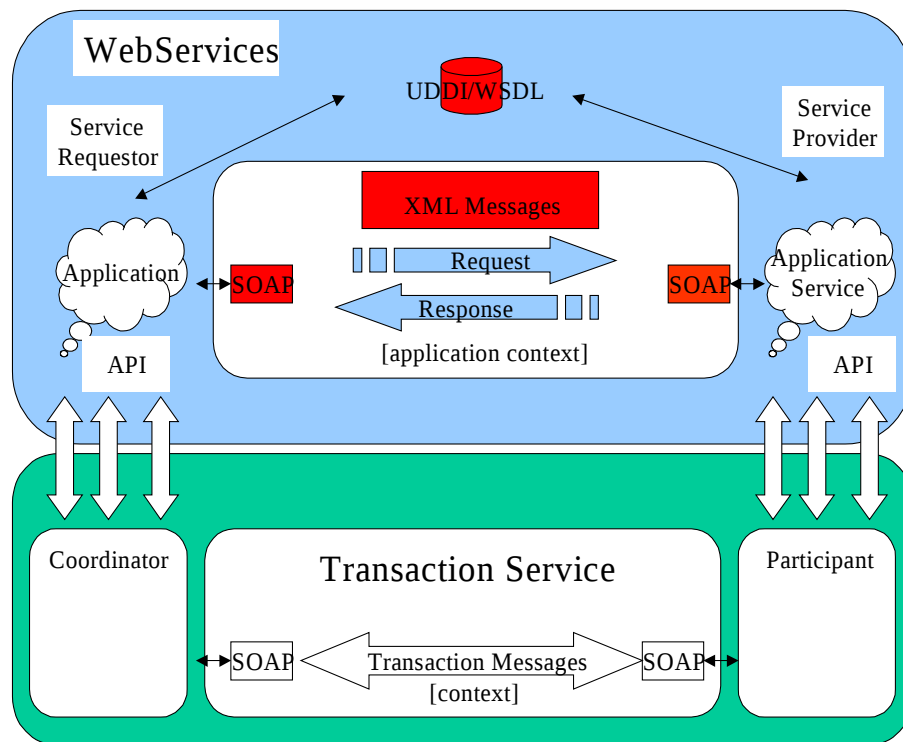 WebServices
UDDI/WSDL
Service
Requestor
Service
Provider
XML Messages
Application
SOAP
Request
Response
[application context]
SOAP
Application
Service
API
API
Coordinator
Transaction Service
Participant
SOAP
Transaction Messages
[context]
SOAP